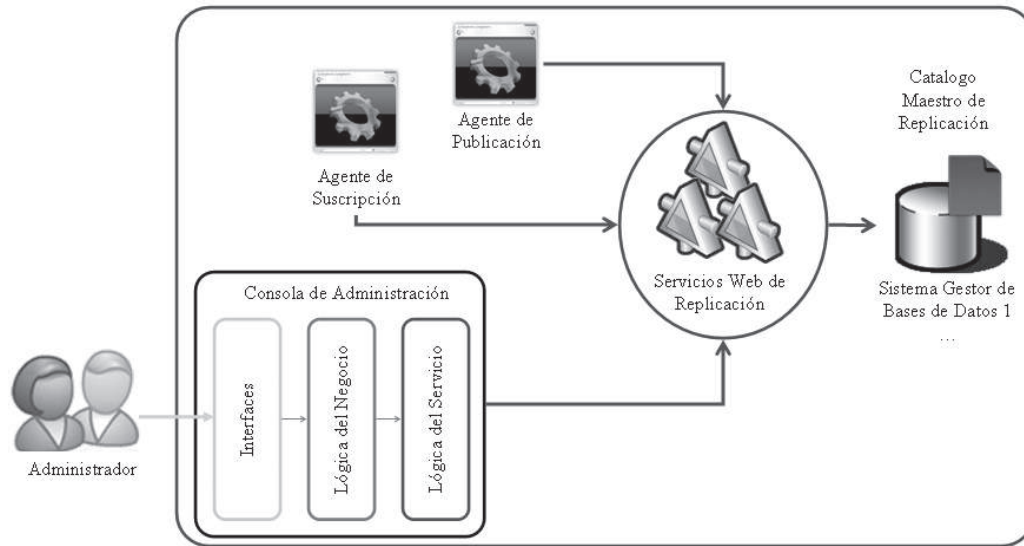 Agente de
Publicación
Agente de
Suscripción
Catalogo
Maestro de
Replicación
Servicios Web de
Replicación
Sistema Gestor de
Bases de Datos 1
...
Consola de Administración
Interfaces
Lógica del Negocio
Lógica del Servicio
Administrador